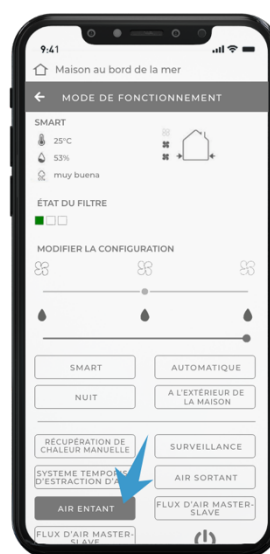 9:41
Maison au bord de la mer
MODE DE FONCTIONNEMENT
SMART
25°C
53%
muy buena
ÉTAT DU FILTRE
MODIFIER LA CONFIGURATION
SMART
AUTOMATIQUE
NUIT
A L'EXTÉRIEUR DE
LA MAISON
RÉCUPÉRATION DE
CHALEUR MANUELLE
SURVEILLANCE
SYSTEME
D'ESTRACTION
AIR SORTANT
AIR ENTANT
FLUX D'AIR MASTER-
SLAVE
FLUX D'AIR MASTER-
SLAVE